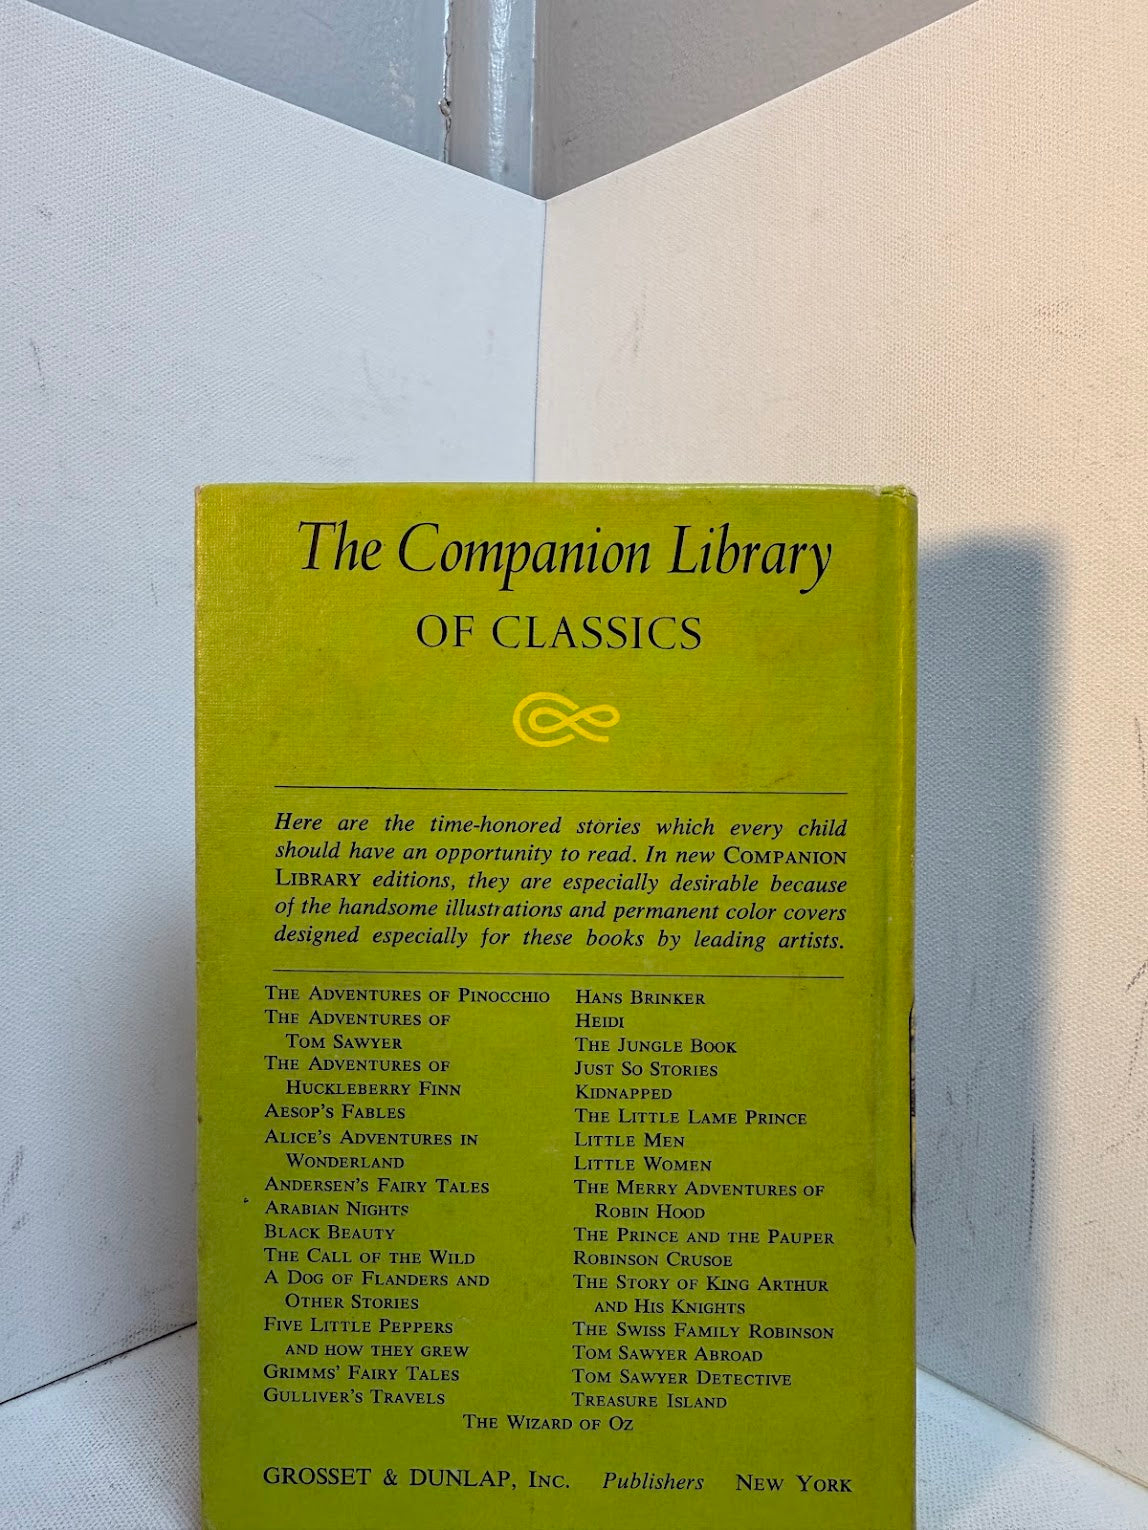 The Companion Library
OF CLASSICS
Here are the time-honored stories which every child
should have an opportunity to read. In new COMPANION
LIBRARY editions, they are especially desirable because
of the handsome illustrations and permanent color covers
designed especially for these books by leading artists.
THE ADVENTURES OF PINOCCHIO
THE ADVENTURES OF
TOM SAWYER
THE ADVENTURES OF
HUCKLEBERRY FINN
AESOP'S FABLES
ALICE'S ADVENTURES IN
WONDERLAND
ANDERSEN'S FAIRY TALES
ARABIAN NIGHTS
BLACK BEAUTY
THE CALL OF THE WILD
A DOG OF FLANDERS AND
OTHER STORIES
FIVE LITTLE PEPPERS
AND HOW THEY GREW
GRIMMS' FAIRY TALES
GULLIVER'S TRAVELS
HANS BRINKER
HEIDI
THE JUNGLE BOOK
JUST SO STORIES
KIDNAPPED
THE LITTLE LAME PRINCE
LITTLE MEN
LITTLE WOMEN
THE MERRY ADVENTURES OF
ROBIN HOOD
THE PRINCE AND THE PAUPER
ROBINSON CRUSOE
THE STORY OF KING ARTHUR
AND HIS KNIGHTS
THE SWISS FAMILY ROBINSON
TOM SAWYER ABROAD
TOM SAWYER DETECTIVE
TREASURE ISLAND
THE WIZARD OF OZ
GROSSET & DUNLAP, INC. Publishers NEW YORK